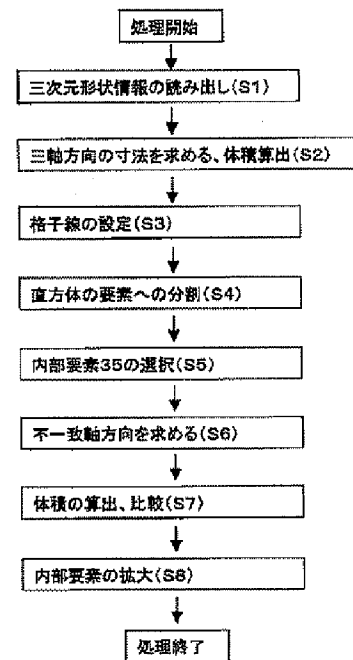 処理開始
三次元形状情報の読み出し(S1)
三軸方向の寸法を求める、体積算出(S2)
格子線の設定(S3)
直方体の要素への分割(S4)
内部要素35の選択(S5)
不一致軸方向を求める(S6)
体積の算出、比較(S7)
内部要素の拡大(S8)
処理終了